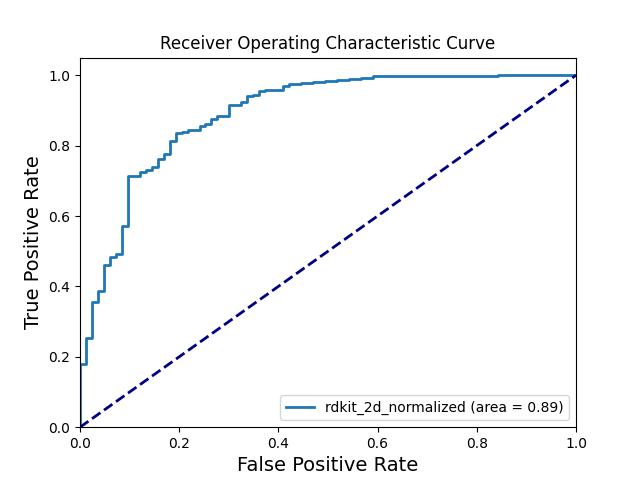 Receiver Operating Characteristic Curve
1.0
0.8
0.6
0.4
0.2
0.0
True Positive Rate
rdkit_2d_normalized (area = 0.89)
0.0 0.2 0.4 0.6 0.8 1.0
False Positive Rate